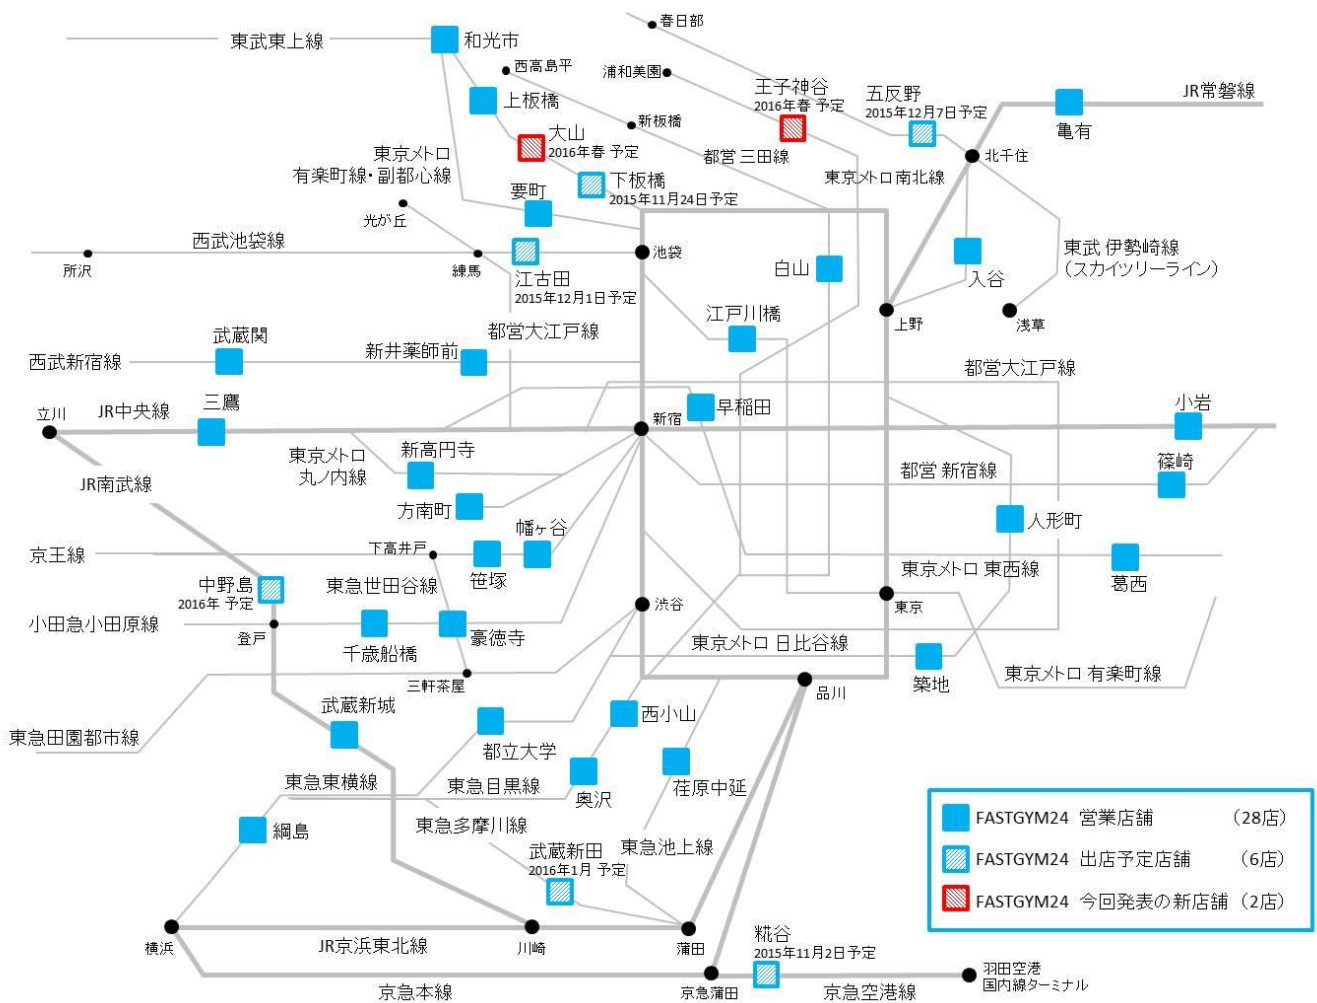 春日部
東武東上線
和光市
西高島平
浦和美園
王子神谷
2016年春 予定
五反野
2015年12月7日予定
JR常磐線
上板橋
新板橋
亀有
大山
2016年春 予定
都営 三田線
北千住
東京メトロ
有楽町線・副都心線
東京メトロ南北線
下板橋
2015年11月24日予定
要町
光が丘
西武池袋線
所沢
練馬
江古田
2015年12月1日予定
池袋
白山
入谷
東武 伊勢崎線
（スカイツリーライン）
江戸川橋
上野
浅草
都営大江戸線
武蔵関
新井薬師前
西武新宿線
都営大江戸線
立川
JR中央線
三鷹
新宿
早稲田
小岩
東京メトロ
丸ノ内線
新高円寺
都営 新宿線
篠崎
JR南武線
方南町
人形町
幡ヶ谷
京王線
下高井戸
笹塚
東京メトロ 東西線
葛西
中野島
2016年 予定
東急世田谷線
渋谷
東京
小田急小田原線
登戸
千歳船橋
豪徳寺
東京メトロ 日比谷線
築地
東京メトロ 有楽町線
三軒茶屋
品川
武蔵新城
西小山
東急田園都市線
都立大学
東急東横線
東急目黒線
奥沢
荏原中延
綱島
東急多摩川線
東急池上線
武蔵新田
2016年1月 予定
FASTGYM24 営業店舗 （28店）
FASTGYM24 出店予定店舗 （6店）
FASTGYM24 今回発表の新店舗（2店）
横浜
JR京浜東北線
川崎
蒲田
糀谷
2015年11月2日予定
京急本線
京急蒲田
京急空港線
羽田空港
国内線ターミナル